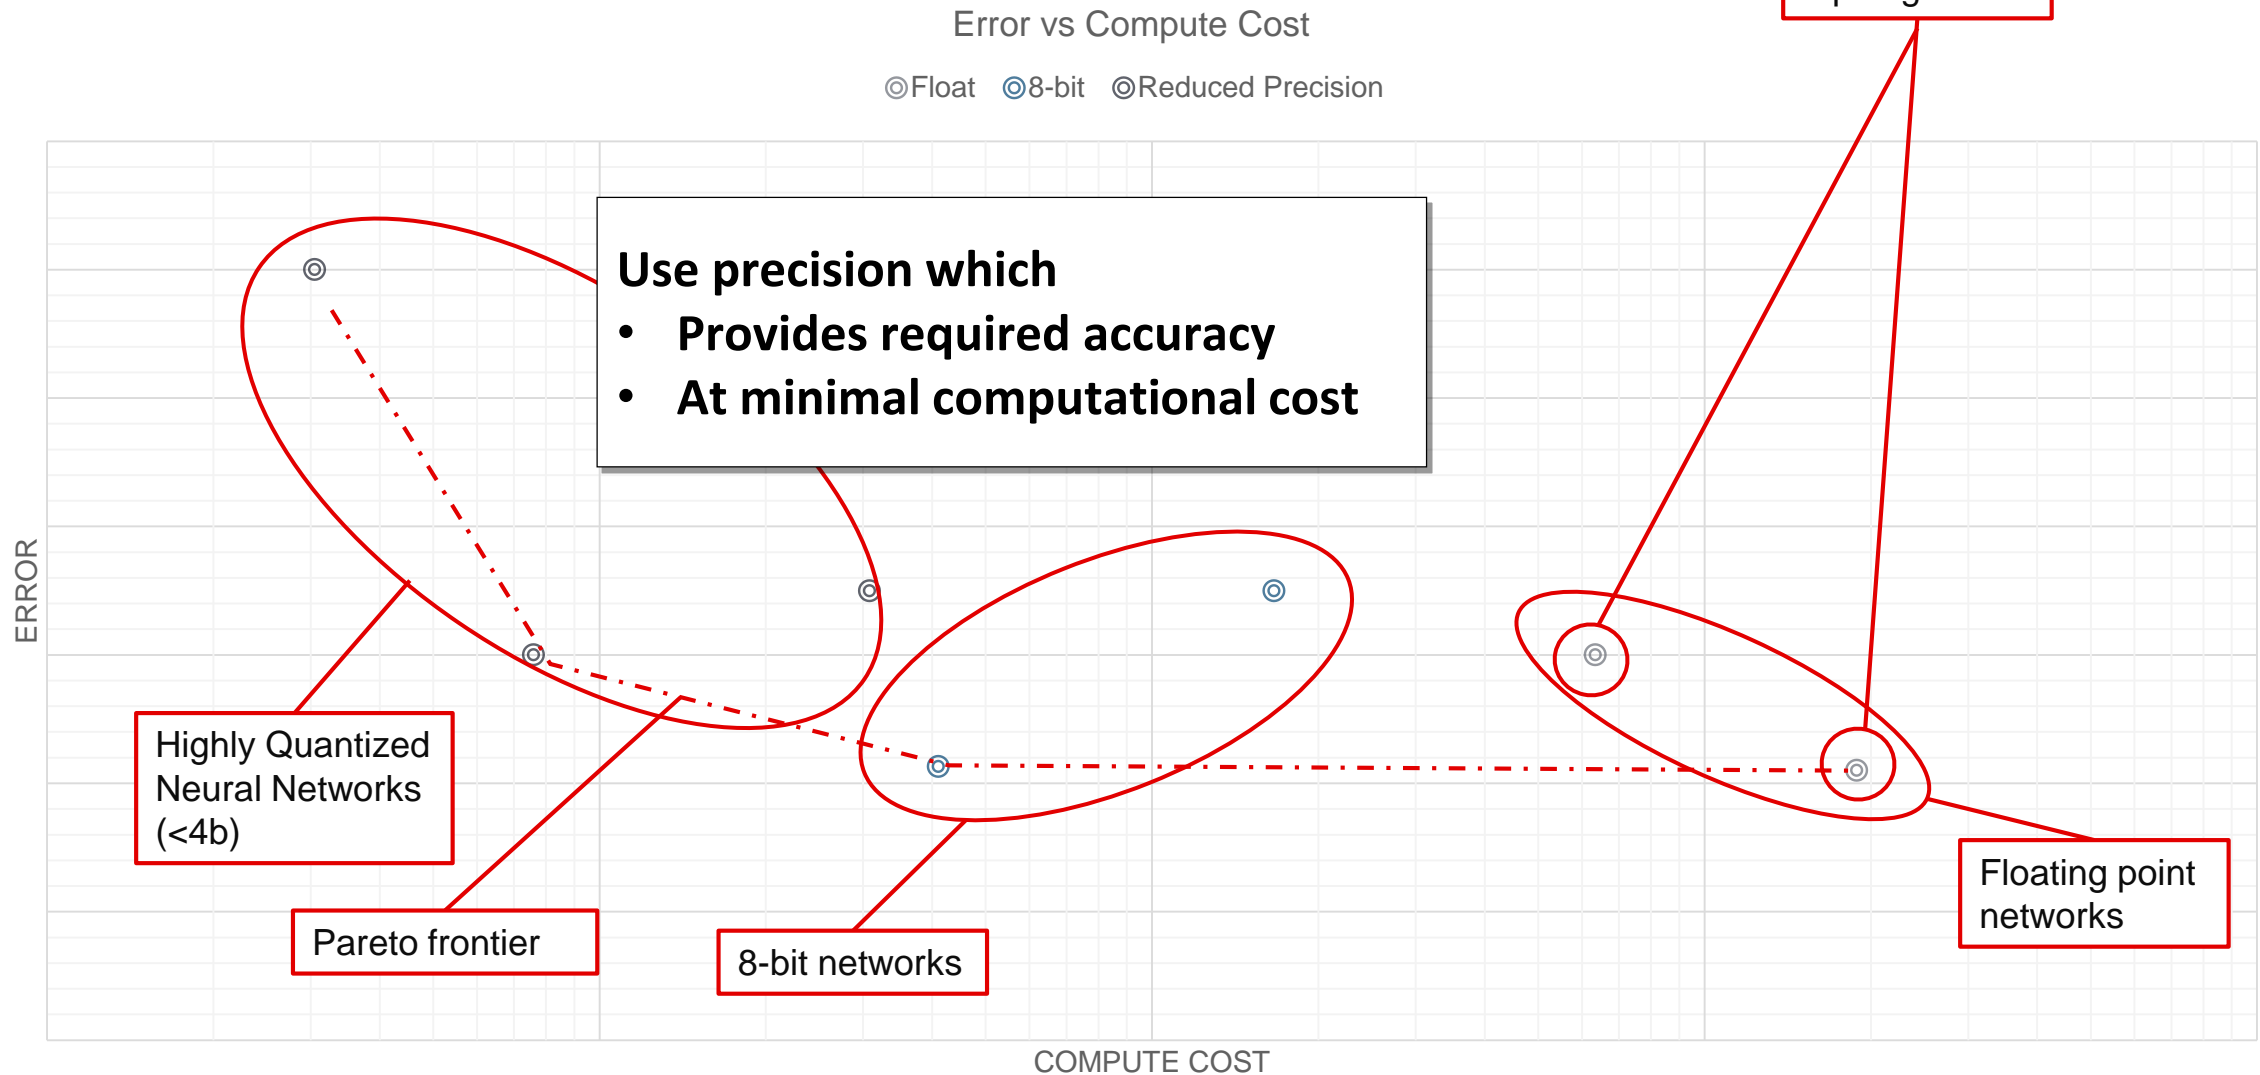 Error vs Compute Cost
Float 8-bit Reduced Precision
Use precision which
• Provides required accuracy
• At minimal computational cost
ERROR
Highly Quantized
Neural Networks
(<4b)
Pareto frontier
8-bit networks
Floating point
networks
COMPUTE COST